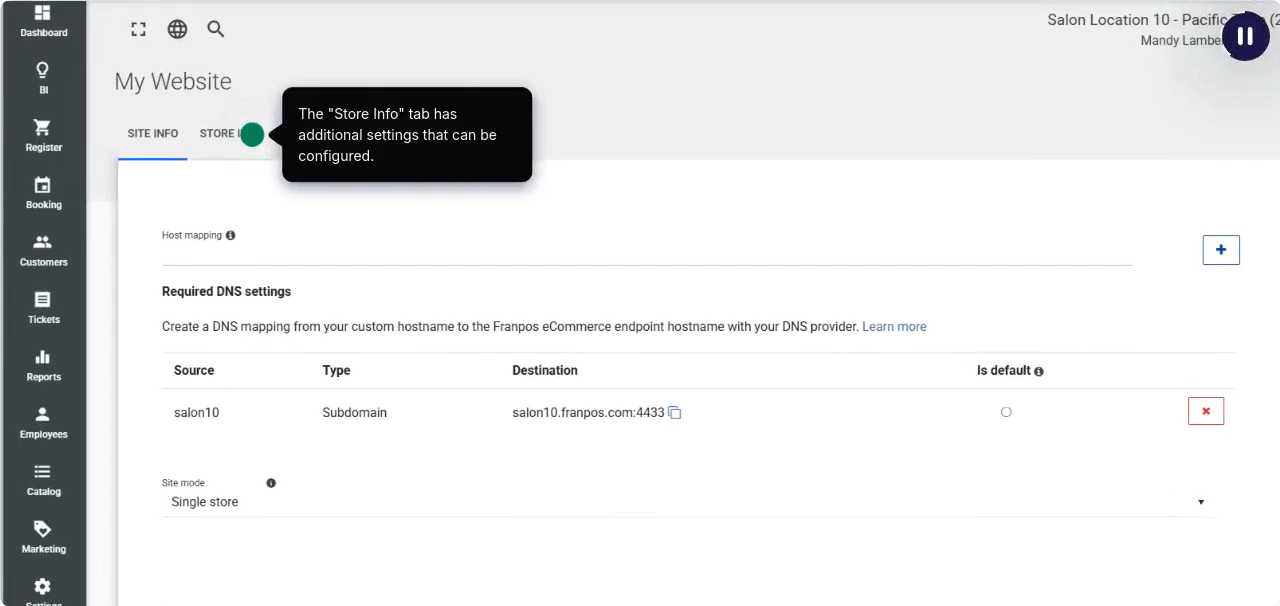 Dashboard
BI
Register
Booking
Customers
Tickets
Reports
Employees
Catalog
Marketing
Salon Location 10 - Pacific
Mandy
My Website
SITE INFO
STORE
The "Store Info" tab has
additional settings that can be
configured.
Host mapping
Required DNS settings
Create a DNS mapping from your custom hostname to the Franpos eCommerce endpoint hostname with your DNS provider. Learn more
Source Type Destination Is default
salon10 Subdomain salon10.franpos.com:4433
Site mode
Single store